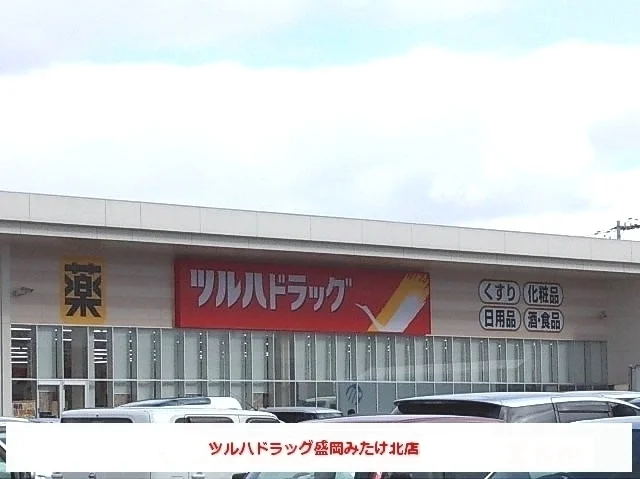 薬
ツルハドラッグ
くすり 化粧品
日用品 酒・食品
ツルハドラッグ盛岡みたけ北店